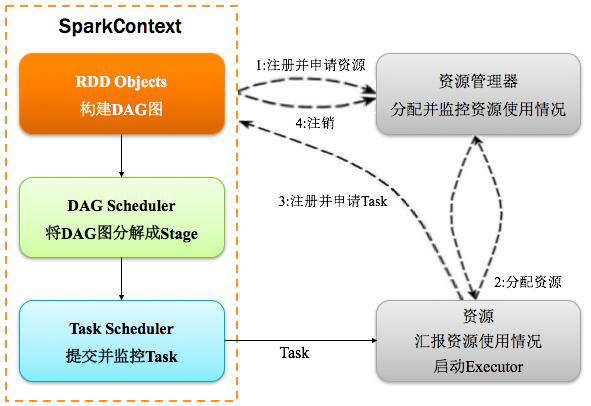 SparkContext
RDD Objects
构建DAG图
DAG Scheduler
将DAG图分解成Stage
Task Scheduler
提交并监控Task
1:注册并申请资源
4:注销
3:注册并申请Task
2:分配资源
Task
资源管理器
分配并监控资源使用情况
资源
汇报资源使用情况
启动Executor